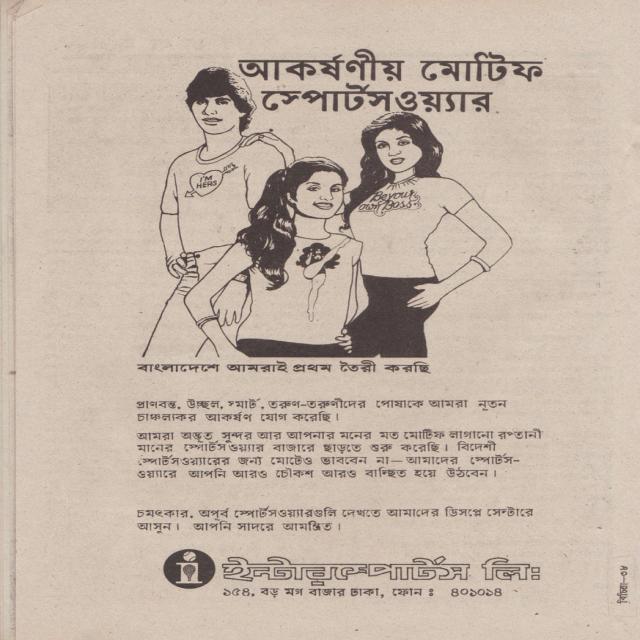 আকর্ষণীয় মোটিফ
স্পোর্টসওয়্যার
I'M
HERS
Be your
own Boss
বাংলাদেশে আমরাই প্রথম তৈরী করছি
প্রাণবন্ত, উচ্ছল, স্মার্ট, তরুণ-তরুণীদের পোষাকে আমরা নূতন
চাঞ্চল্যকর আকর্ষণ যোগ করেছি।
আমরা অদ্ভূত সুন্দর আর আপনার মনের মত মোটিফ লাগানো রপ্তানী
মানের স্পোর্টসওয়্যার বাজারে ছাড়তে শুরু করেছি। বিদেশী
স্পোর্টসওয়্যারের জন্য মোটেও ভাববেন না—আমাদের স্পোর্টস-
ওয়্যারে আপনি আরও চৌকশ আরও বাঞ্ছিত হয়ে উঠবেন।
চমৎকার, অপূর্ব স্পোর্টসওয়্যারগুলি দেখতে আমাদের ডিসপ্লে সেন্টারে
আসুন। আপনি সাদরে আমন্ত্রিত।
ইন্টারস্পোর্টস লিঃ
১৫৪, বড় মগ বাজার ঢাকা, ফোন : ৪০১০১৪
বিচিত্রা—৩৮